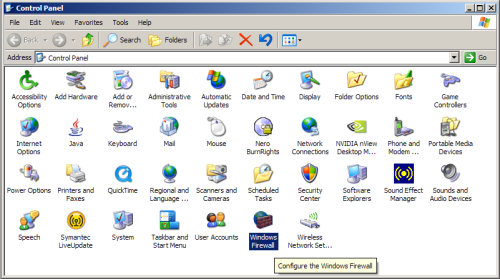 Control Panel
File Edit View Favorites Tools Help
Back Search Folders
Address Control Panel Go
Accessibility Options
Add Hardware
Add or Remov...
Administrative Tools
Automatic Updates
Date and Time
Display
Folder Options
Fonts
Game Controllers
Internet Options
Java
Keyboard
Mail
Mouse
Nero BurnRights
Network Connections
NVIDIA nView Desktop M...
Phone and Modem ...
Portable Media Devices
Power Options
Printers and Faxes
QuickTime
Regional and Language ...
Scanners and Cameras
Scheduled Tasks
Security Center
Software Explorers
Sound Effect Manager
Sounds and Audio Devices
Speech
Symantec LiveUpdate
System
Taskbar and Start Menu
User Accounts
Windows Firewall
Wireless Network Set...
Configure the Windows Firewall